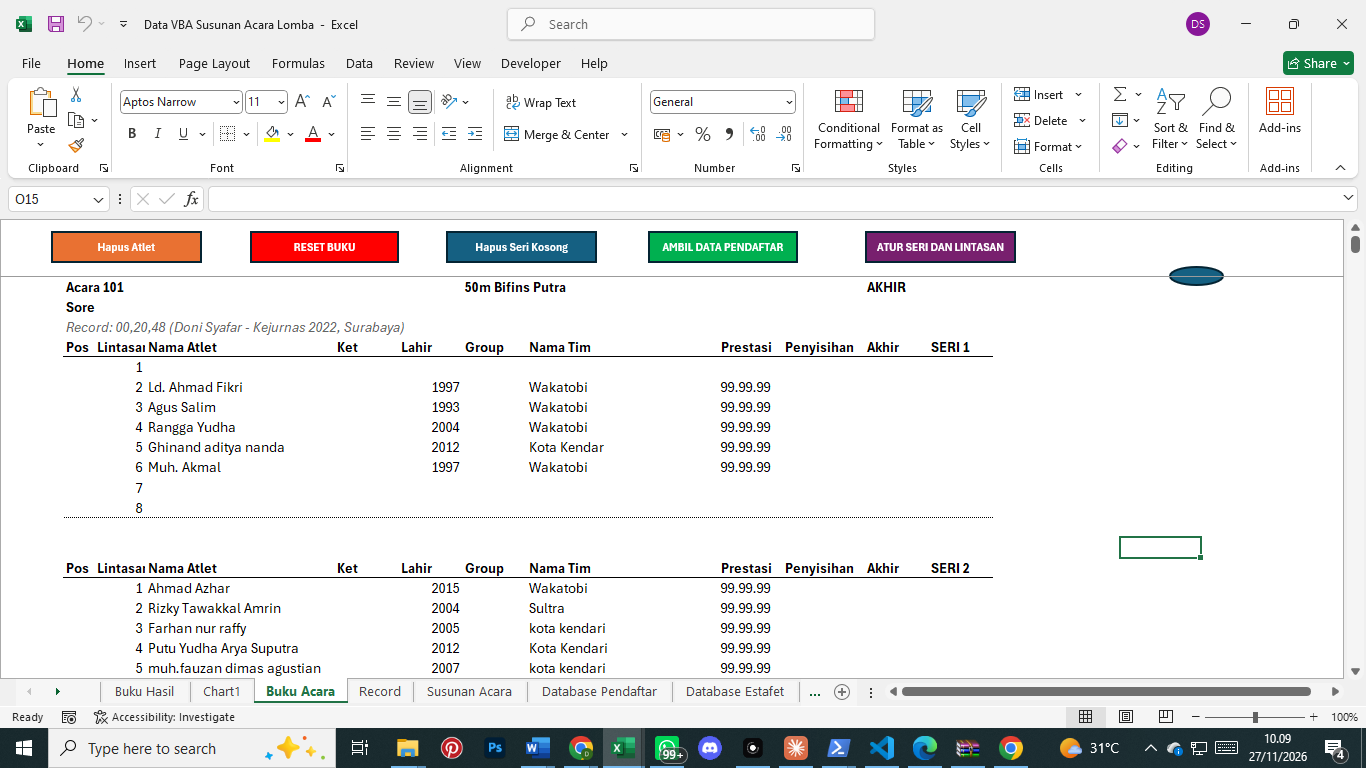 Data VBA Susunan Acara Lomba - Excel
Search
DS
File Home Insert Page Layout Formulas Data Review View Developer Help
Share
Aptos Narrow 11
Wrap Text
General
Insert
Paste
Conditional Formatting
Format as Table
Cell Styles
Delete
Sort & Filter
Find & Select
Add-ins
B I U
Merge & Center
Format
Clipboard Font Alignment Number Styles Cells Editing Add-ins
O15 fx
Hapus Atlet RESET BUKU Hapus Seri Kosong AMBIL DATA PENDAFTAR ATUR SERI DAN LINTASAN
Acara 101 50m Bifins Putra AKHIR
Sore
Record: 00,20,48 (Doni Syafar - Kejurnas 2022, Surabaya)
Pos Lintasan Nama Atlet Ket Lahir Group Nama Tim Prestasi Penyisihan Akhir SERI 1
1
2 Ld. Ahmad Fikri 1997 Wakatobi 99.99.99
3 Agus Salim 1993 Wakatobi 99.99.99
4 Rangga Yudha 2004 Wakatobi 99.99.99
5 Ghinand aditya nanda 2012 Kota Kendar 99.99.99
6 Muh. Akmal 1997 Wakatobi 99.99.99
7
8
Pos Lintasan Nama Atlet Ket Lahir Group Nama Tim Prestasi Penyisihan Akhir SERI 2
1 Ahmad Azhar 2015 Wakatobi 99.99.99
2 Rizky Tawakkal Amrin 2004 Sultra 99.99.99
3 Farhan nur raffy 2005 kota kendari 99.99.99
4 Putu Yudha Arya Suputra 2012 Kota Kendari 99.99.99
5 muh.fauzan dimas agustian 2007 kota kendari 99.99.99
Buku Hasil Chart1 Buku Acara Record Susunan Acara Database Pendaftar Database Estafet ...
Ready Accessibility: Investigate 100%
Type here to search
99+
31°C
10.09
27/11/2026
4